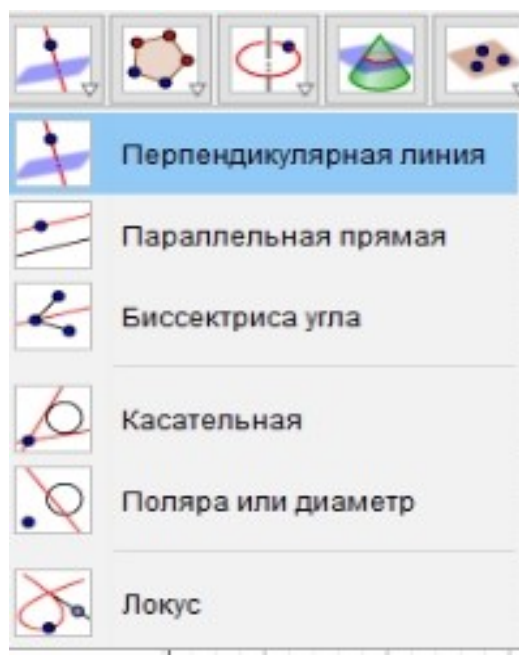 Перпендикулярная линия
Параллельная прямая
Биссектриса угла
Касательная
Поляра или диаметр
Локус